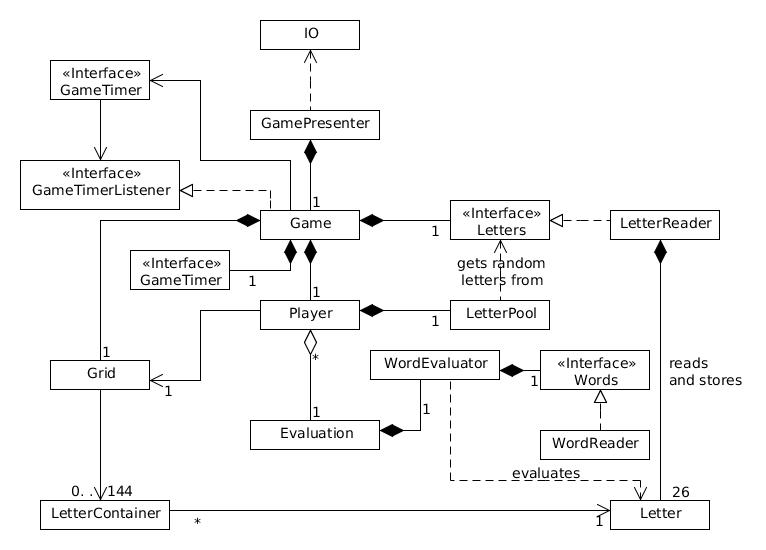 IO
«Interface»
GameTimer
GamePresenter
«Interface»
GameTimerListener
1
Game
«Interface»
Letters
1
LetterReader
«Interface»
GameTimer
1
gets random
letters from
1
Player
1
LetterPool
1
Grid
1
*
WordEvaluator
1
«Interface»
Words
reads
and stores
1
Evaluation
1
WordReader
evaluates
0. . 144
26
LetterContainer
*
1
Letter